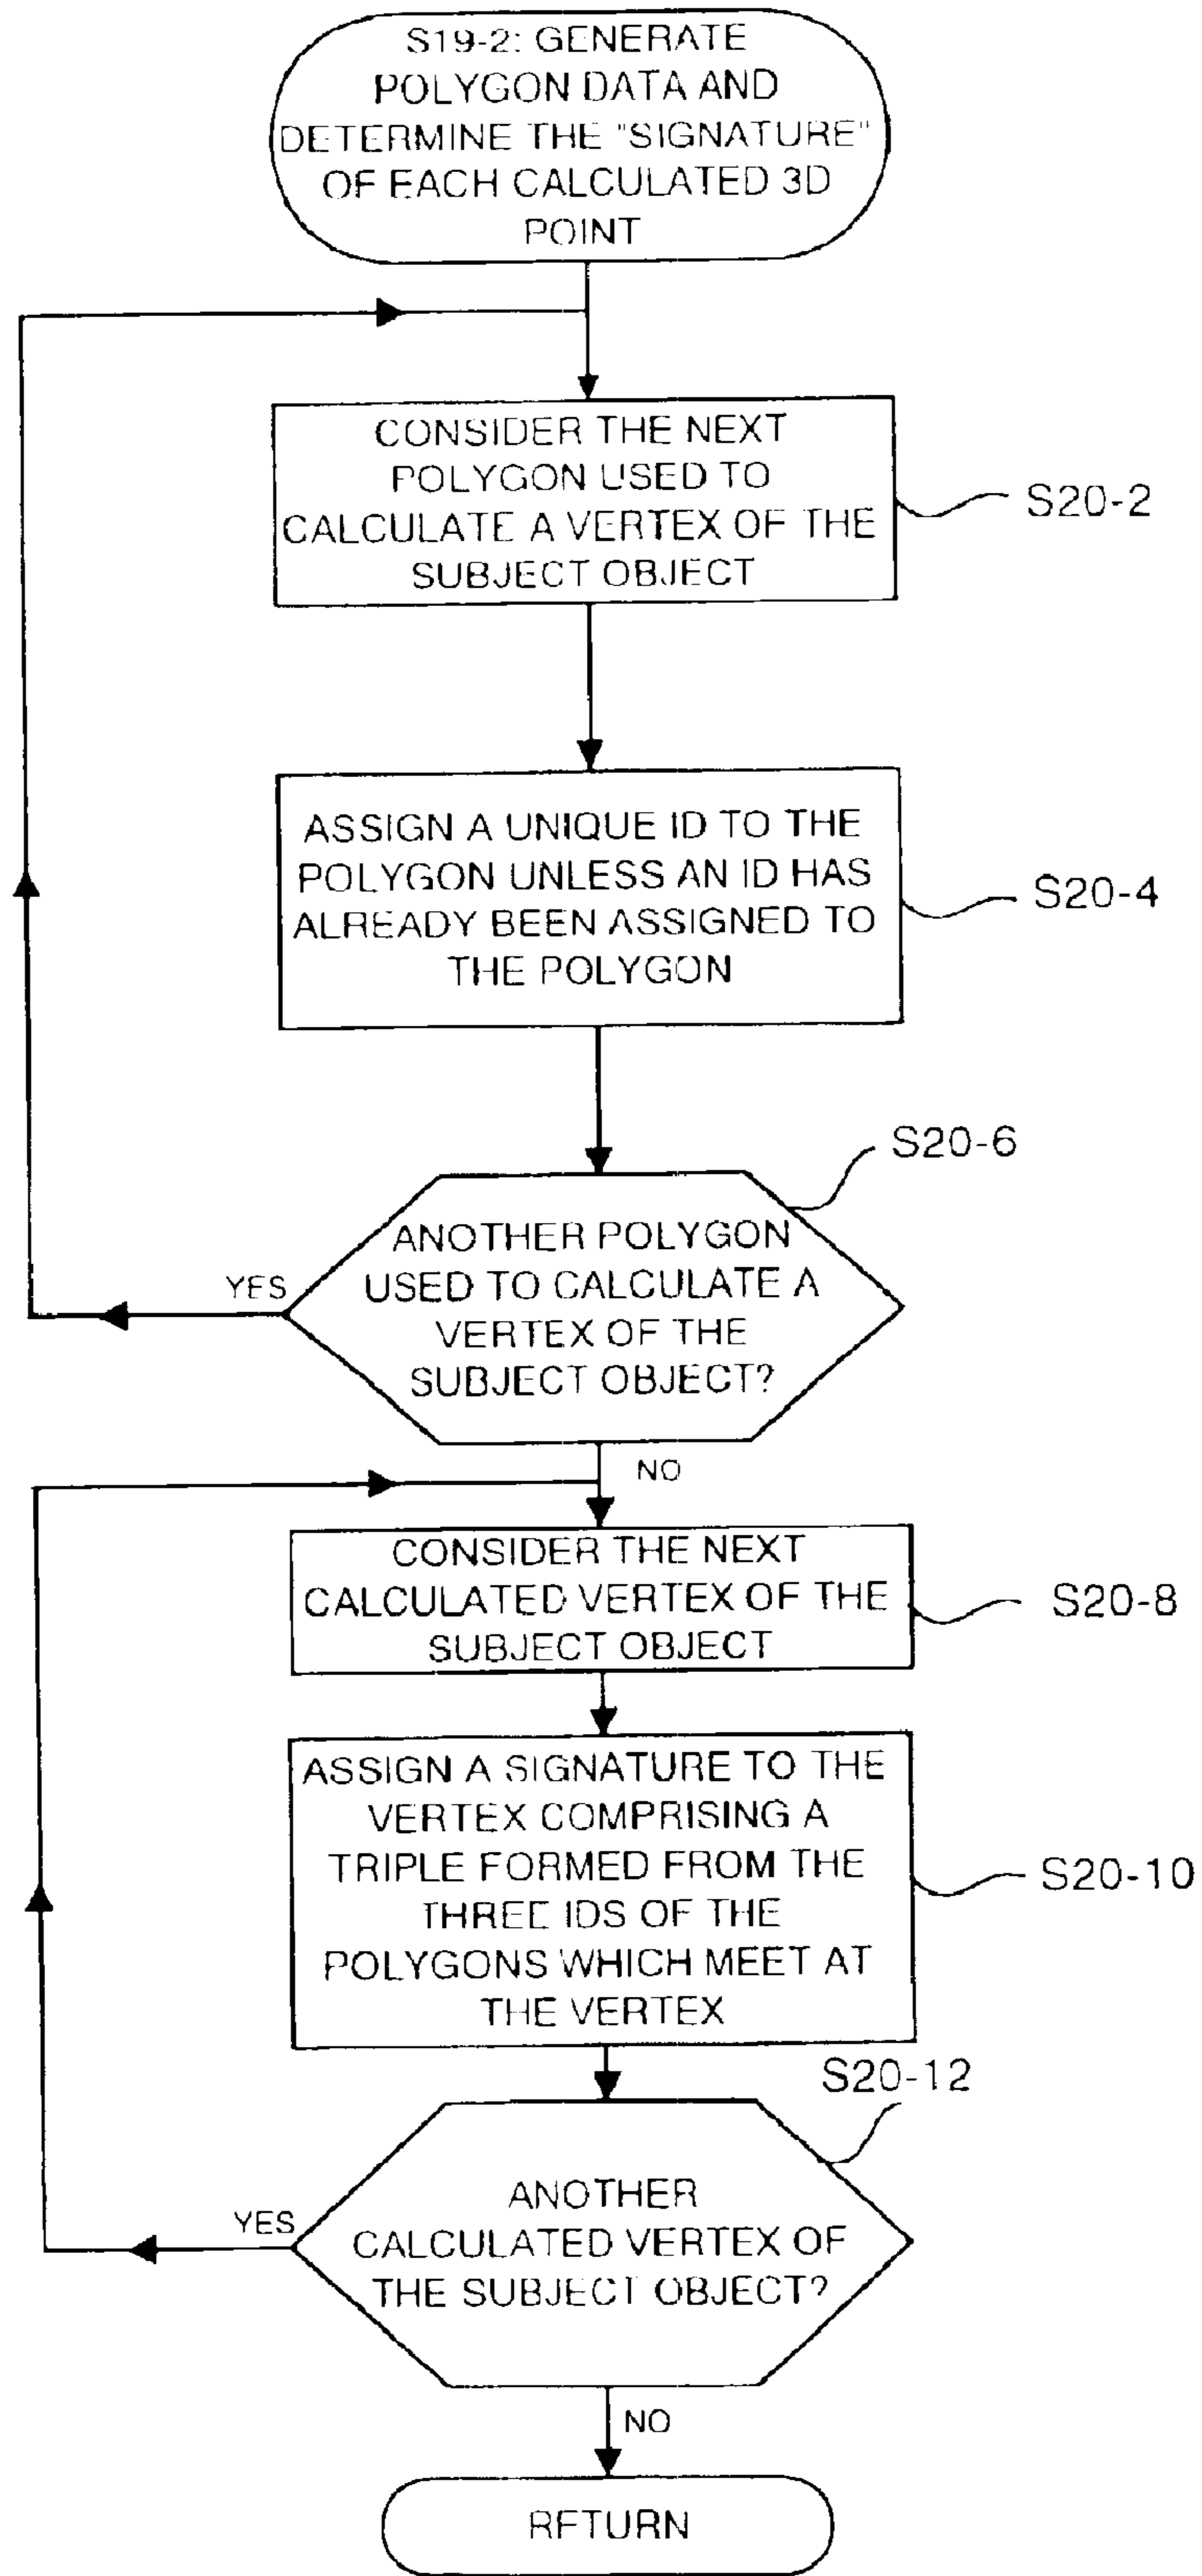 S19-2: GENERATE
POLYGON DATA AND
DETERMINE THE "SIGNATURE"
OF EACH CALCULATED 3D
POINT
CONSIDER THE NEXT
POLYGON USED TO
CALCULATE A VERTEX OF THE
SUBJECT OBJECT
S20-2
ASSIGN A UNIQUE ID TO THE
POLYGON UNLESS AN ID HAS
ALREADY BEEN ASSIGNED TO
THE POLYGON
S20-4
S20-6
ANOTHER POLYGON
USED TO CALCULATE A
VERTEX OF THE
SUBJECT OBJECT?
YES
NO
CONSIDER THE NEXT
CALCULATED VERTEX OF THE
SUBJECT OBJECT
S20-8
ASSIGN A SIGNATURE TO THE
VERTEX COMPRISING A
TRIPLE FORMED FROM THE
THREE IDS OF THE
POLYGONS WHICH MEET AT
THE VERTEX
S20-10
S20-12
ANOTHER
CALCULATED VERTEX OF
THE SUBJECT OBJECT?
YES
NO
RETURN